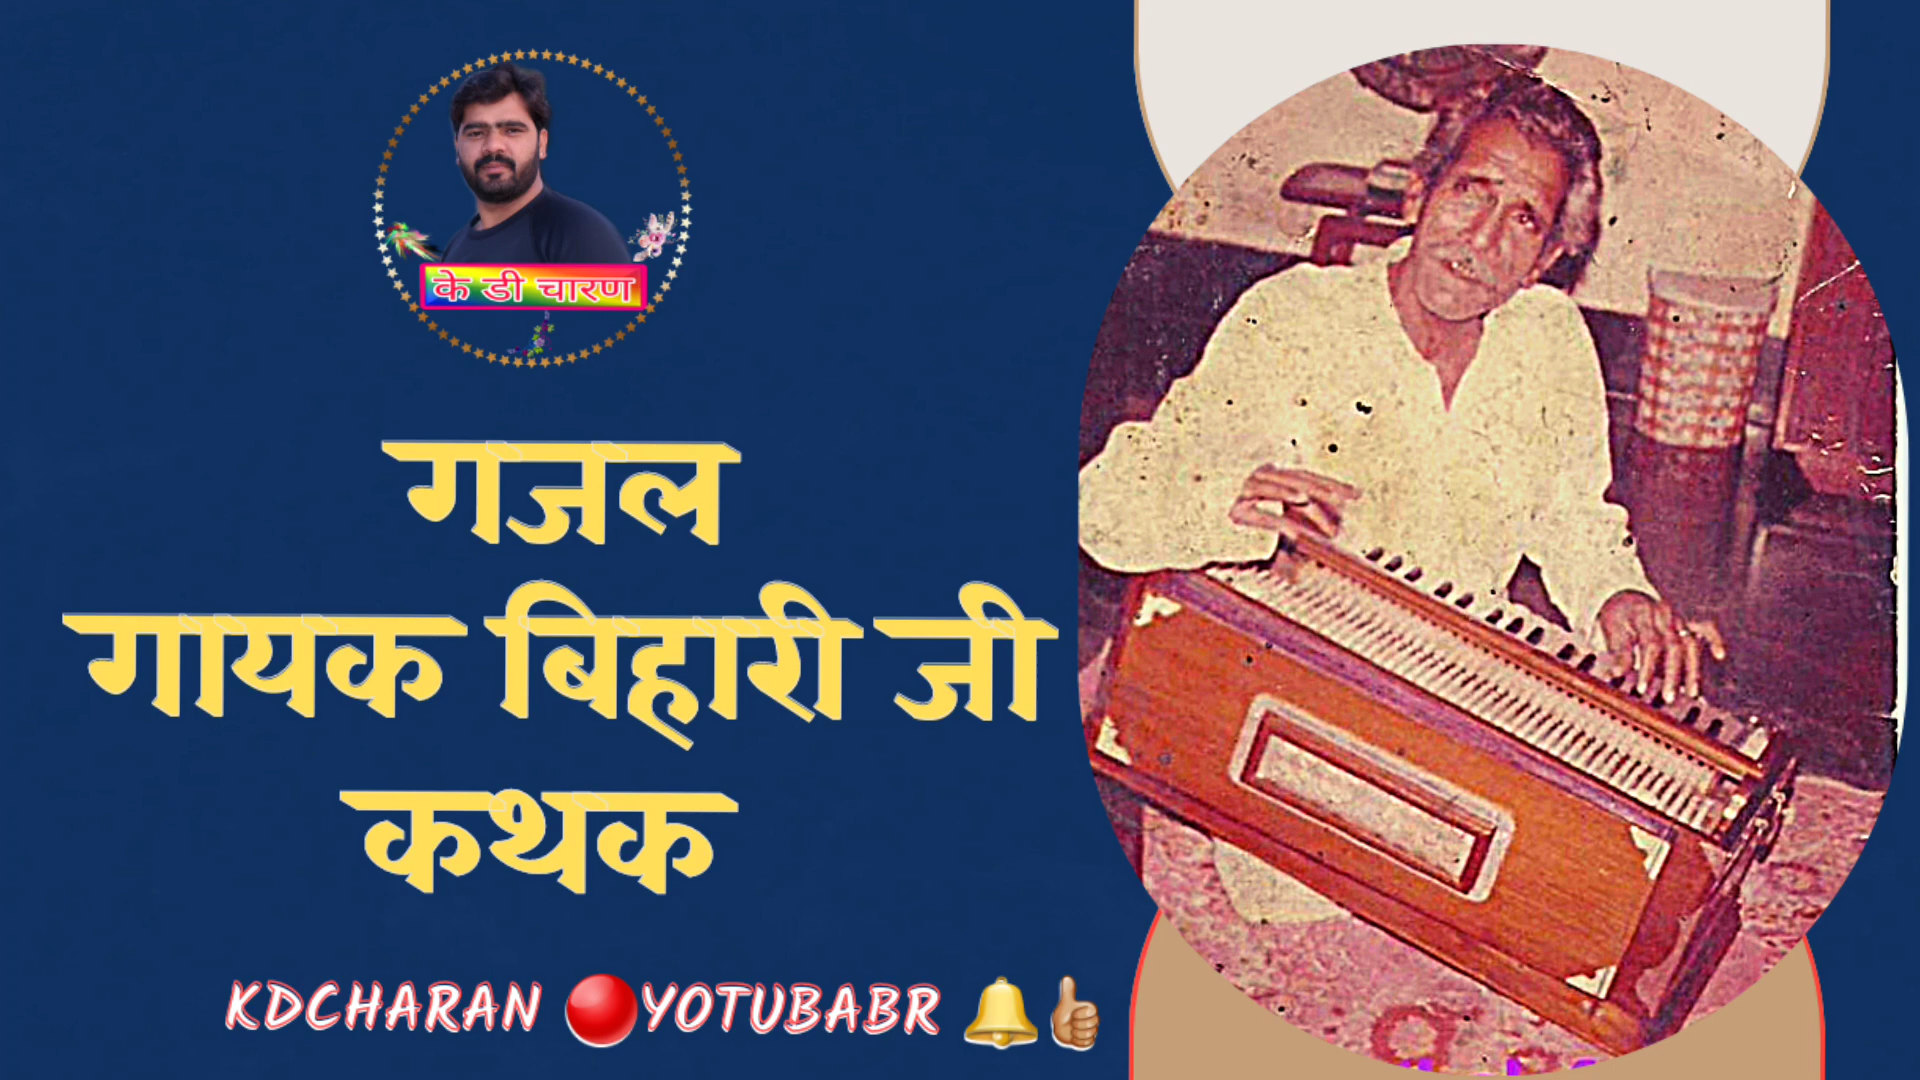 के डी चारण
गजल
गायक बिहारी जी
कथक
KDCHARAN YOTUBABR